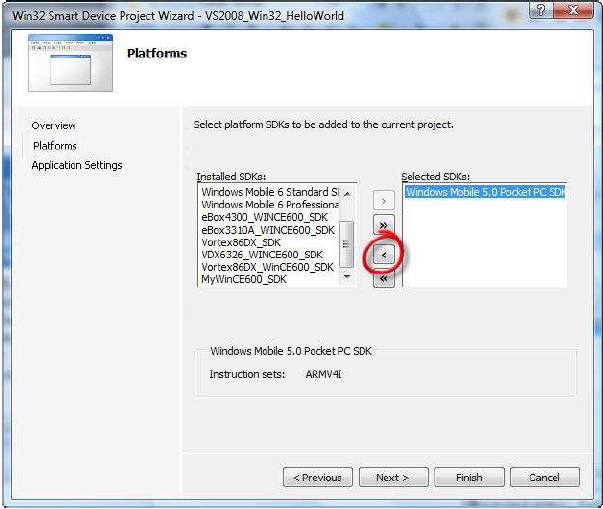 Win32 Smart Device Project Wizard - VS2008_Win32_HelloWorld
Platforms
Overview
Platforms
Application Settings
Select platform SDKs to be added to the current project.
Installed SDKs:
Windows Mobile 6 Standard S
Windows Mobile 6 Professiona
eBox4300_WINCE600_SDK
eBox3310A_WINCE600_SDK
Vortex86DX_SDK
VDX6326_WINCE600_SDK
Vortex86DX_WinCE600_SDK
MyWinCE600_SDK
>
»
<
«
Selected SDKs:
Windows Mobile 5.0 Pocket PC SDK
Windows Mobile 5.0 Pocket PC SDK
Instruction sets: ARMV4I
< Previous
Next >
Finish
Cancel